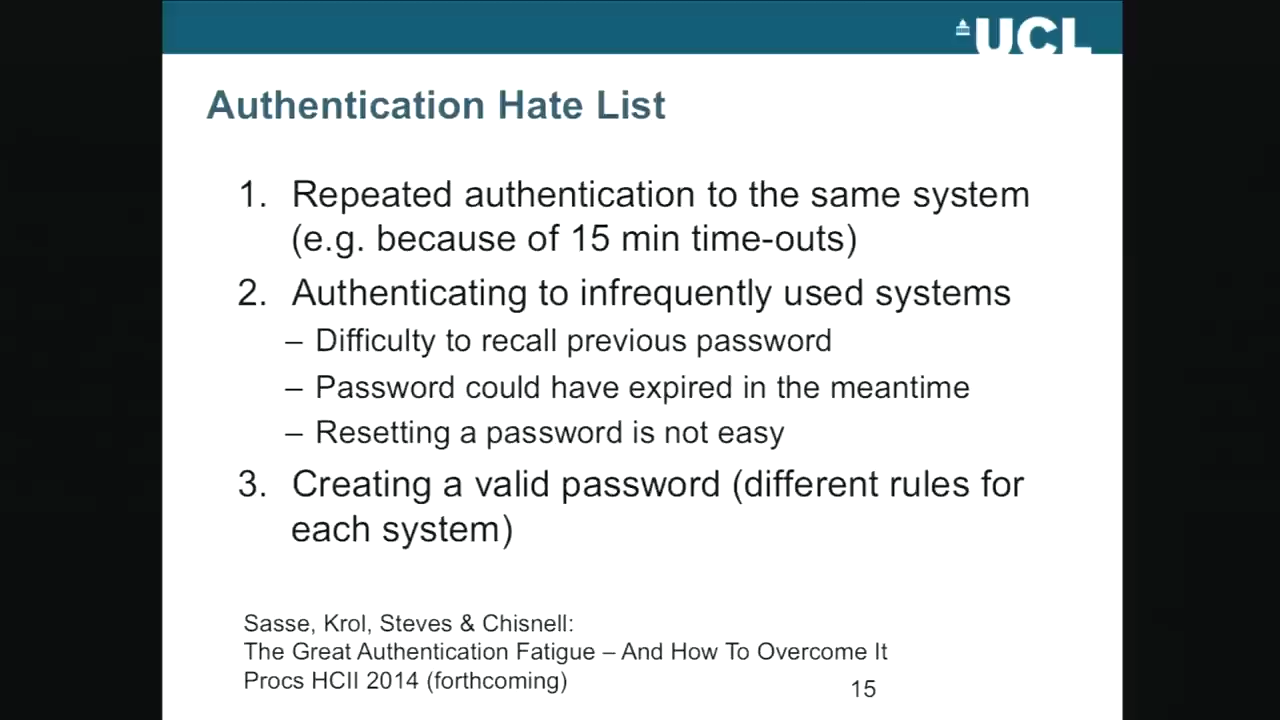 UCL
Authentication Hate List
1. Repeated authentication to the same system
(e.g. because of 15 min time-outs)
2. Authenticating to infrequently used systems
– Difficulty to recall previous password
– Password could have expired in the meantime
– Resetting a password is not easy
3. Creating a valid password (different rules for
each system)
Sasse, Krol, Steves & Chisnell:
The Great Authentication Fatigue – And How To Overcome It
Procs HCII 2014 (forthcoming)
15